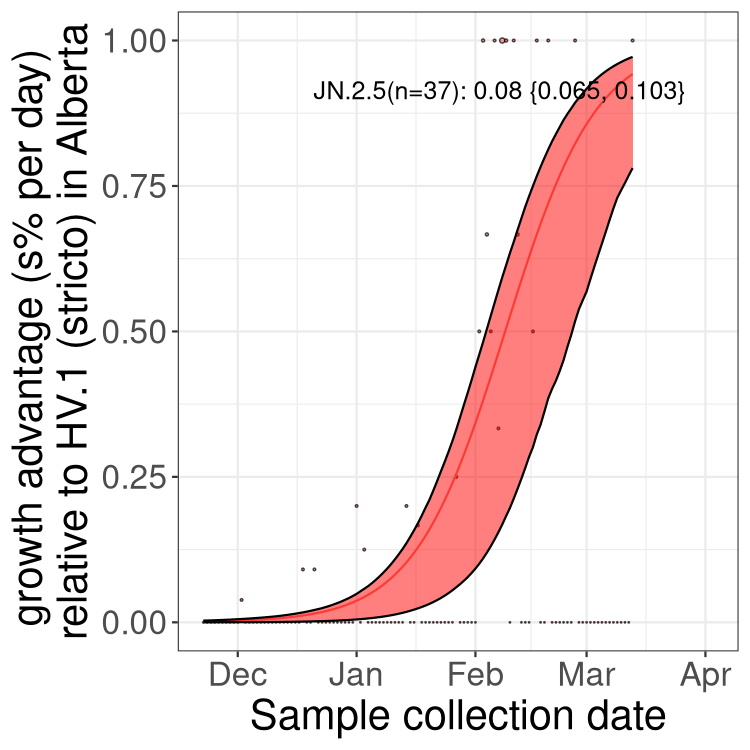 growth advantage (s% per day)
relative to HV.1 (stricto) in Alberta
1.00
0.75
0.50
0.25
0.00
JN.2.5(n=37): 0.08 {0.065, 0.103}
Dec Jan Feb Mar Apr
Sample collection date